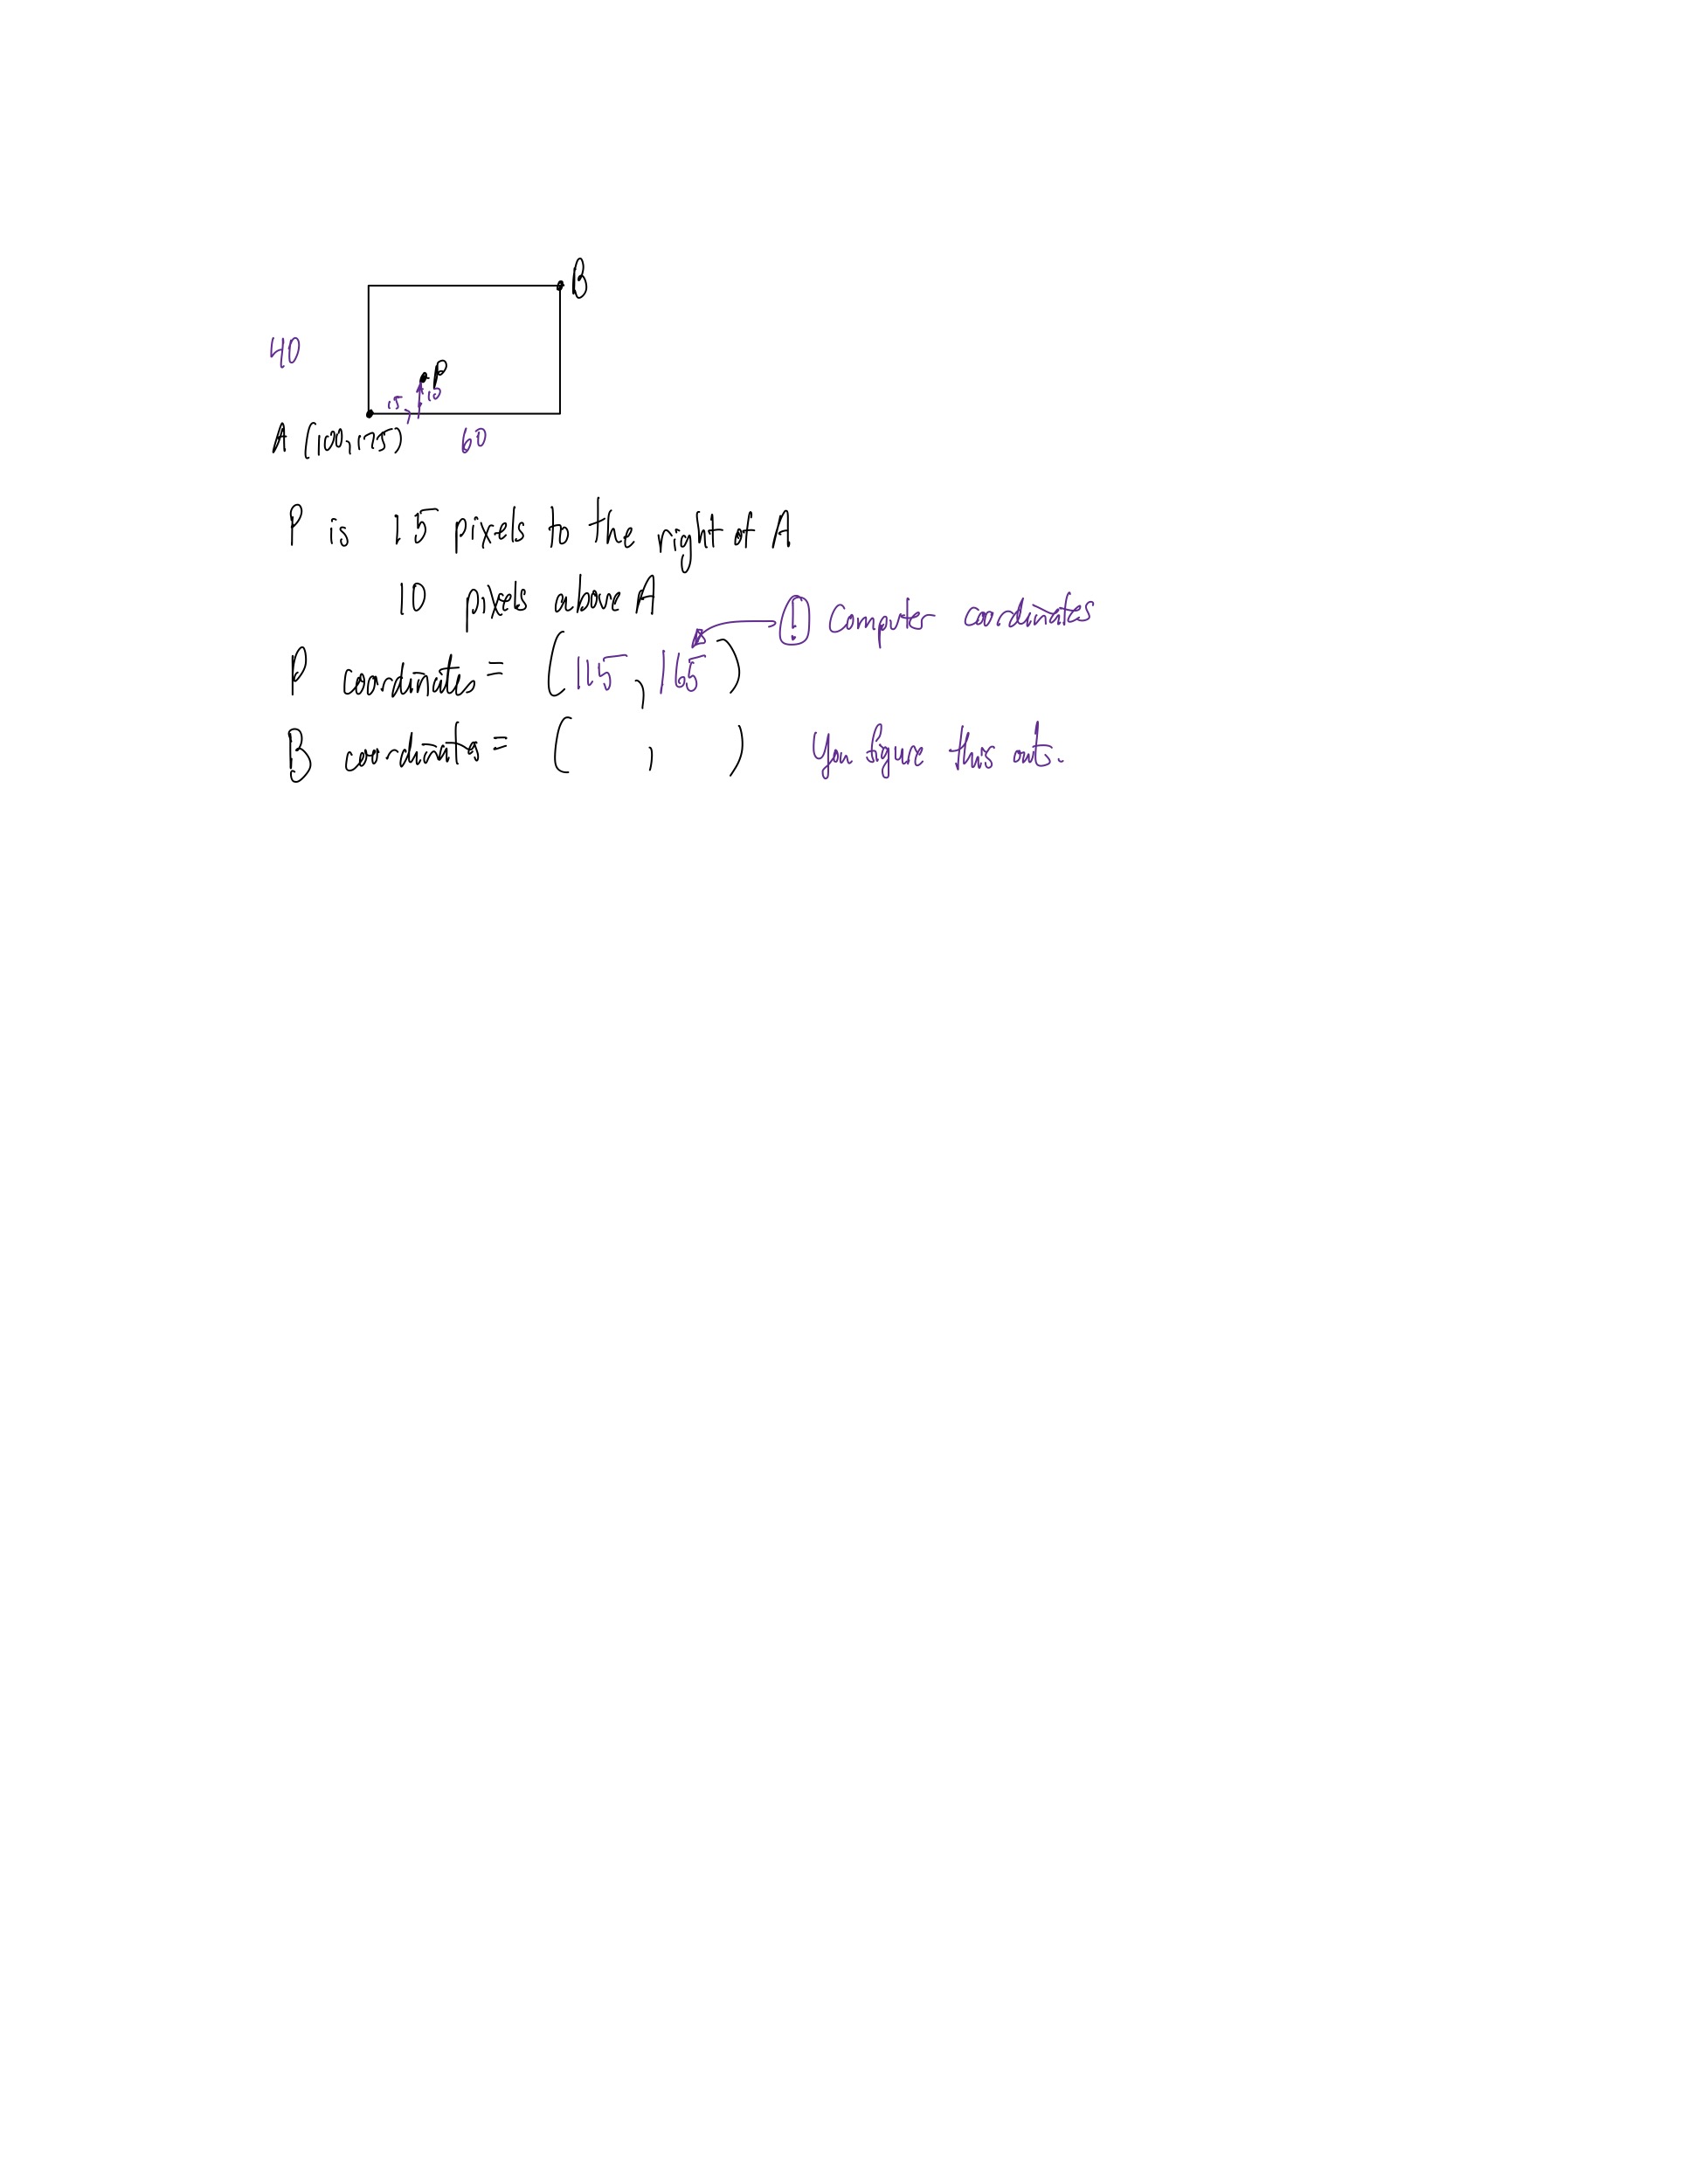 B
40
P
15
10
A (100,175)
60
P is 15 pixels to the right of A
10 pixels above A
! Computer coordinates
P coordinates = (115, 165)
B coordinates = ( , ) You figure this out.